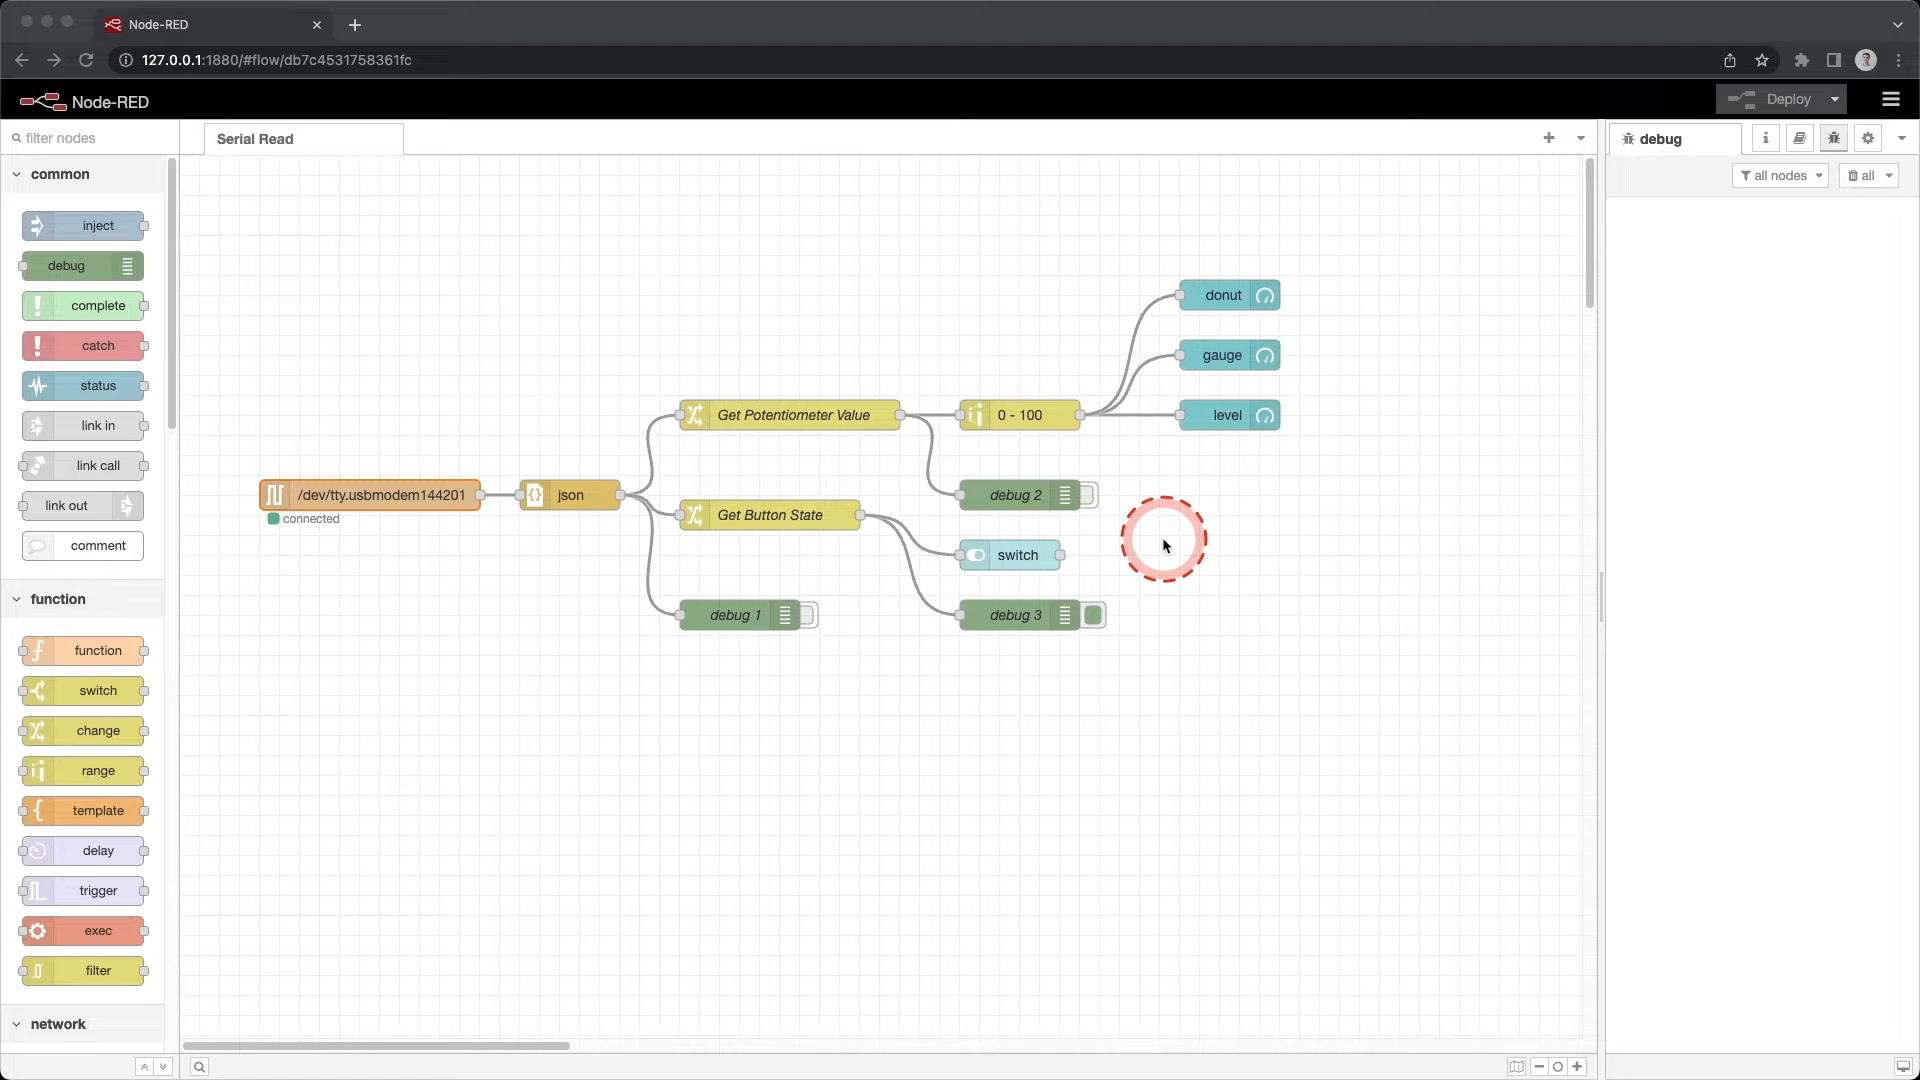 Node-RED
127.0.0.1:1880/#flow/db7c4531758361fc
Node-RED
Deploy
filter nodes
Serial Read
debug
all nodes
all
common
inject
debug
complete
catch
status
link in
link call
link out
comment
function
function
switch
change
range
template
delay
trigger
exec
filter
network
donut
gauge
Get Potentiometer Value
0 - 100
level
/dev/tty.usbmodem144201
connected
json
debug 2
Get Button State
switch
debug 1
debug 3